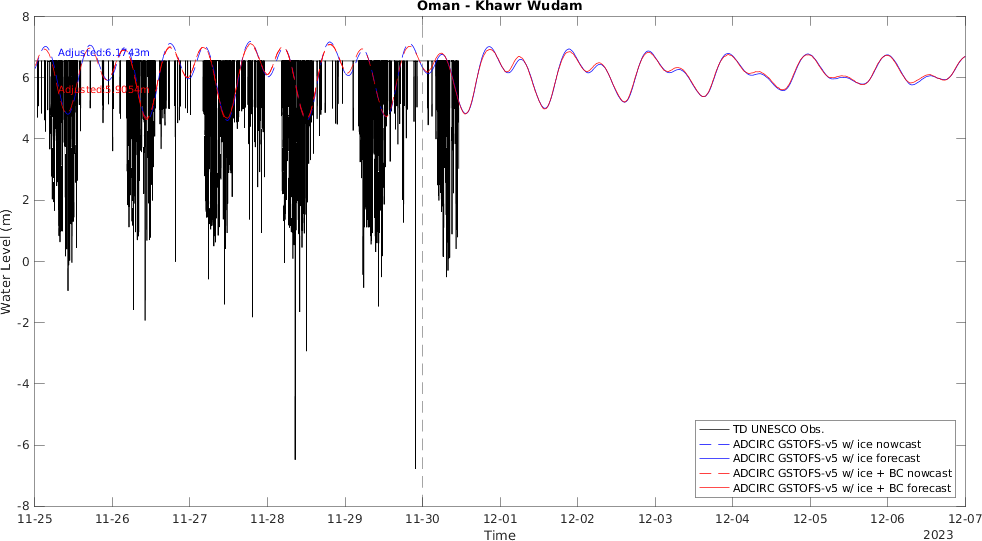 Oman - Khawr Wudam
8
6
4
2
0
-2
-4
-6
-8
Water Level (m)
Adjusted:6.1743m
Adjusted:5.9054m
TD UNESCO Obs.
ADCIRC GSTOFS-v5 w/ ice nowcast
ADCIRC GSTOFS-v5 w/ ice forecast
ADCIRC GSTOFS-v5 w/ ice + BC nowcast
ADCIRC GSTOFS-v5 w/ ice + BC forecast
11-25 11-26 11-27 11-28 11-29 11-30 12-01 12-02 12-03 12-04 12-05 12-06 12-07
Time
2023